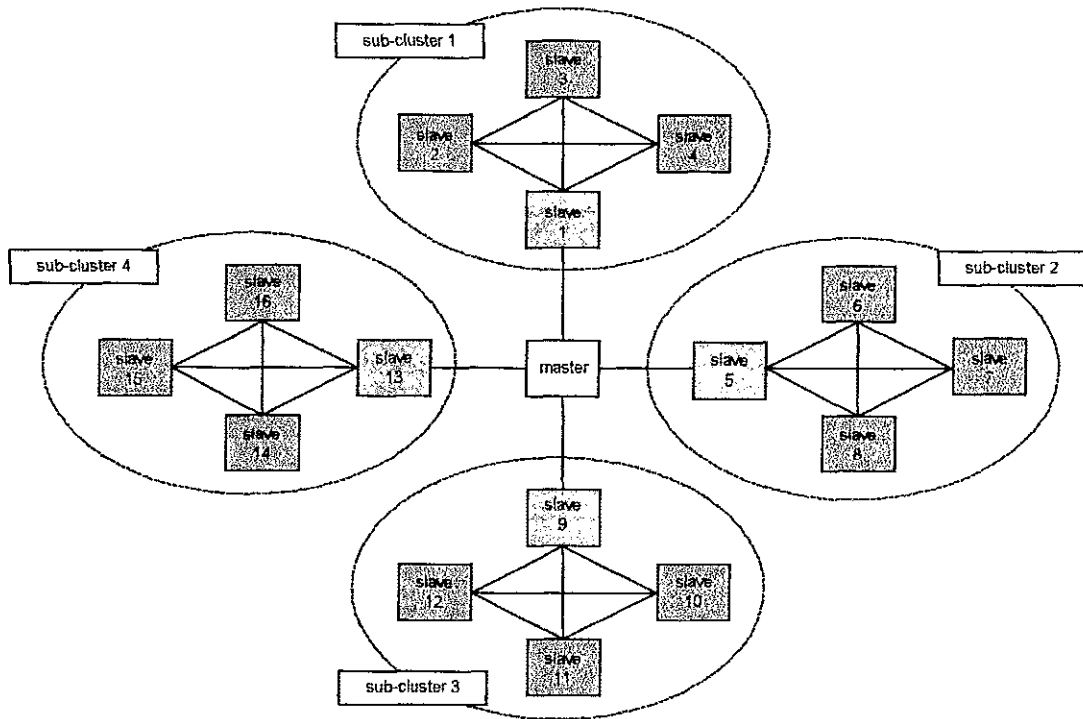 sub-cluster 1
slave
3
slave
2
slave
4
slave
1
sub-cluster 4
sub-cluster 2
slave
16
slave
6
slave
15
slave
13
master
slave
5
slave
7
slave
14
slave
8
slave
9
slave
12
slave
10
slave
11
sub-cluster 3